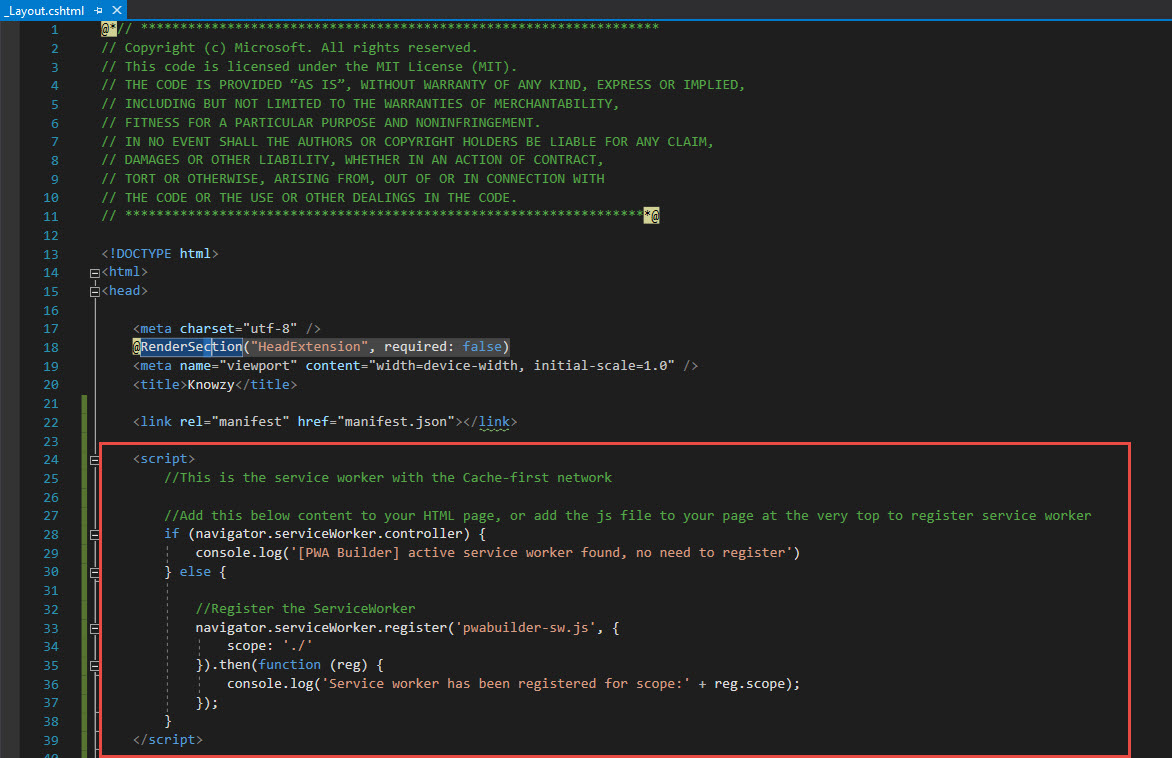 _Layout.cshtml
1 @*// ******************************************************************
2 // Copyright (c) Microsoft. All rights reserved.
3 // This code is licensed under the MIT License (MIT).
4 // THE CODE IS PROVIDED “AS IS”, WITHOUT WARRANTY OF ANY KIND, EXPRESS OR IMPLIED,
5 // INCLUDING BUT NOT LIMITED TO THE WARRANTIES OF MERCHANTABILITY,
6 // FITNESS FOR A PARTICULAR PURPOSE AND NONINFRINGEMENT.
7 // IN NO EVENT SHALL THE AUTHORS OR COPYRIGHT HOLDERS BE LIABLE FOR ANY CLAIM,
8 // DAMAGES OR OTHER LIABILITY, WHETHER IN AN ACTION OF CONTRACT,
9 // TORT OR OTHERWISE, ARISING FROM, OUT OF OR IN CONNECTION WITH
10 // THE CODE OR THE USE OR OTHER DEALINGS IN THE CODE.
11 // *******************************************************************@
12
13 <!DOCTYPE html>
14 <html>
15 <head>
16
17 <meta charset="utf-8" />
18 @RenderSection("HeadExtension", required: false)
19 <meta name="viewport" content="width=device-width, initial-scale=1.0" />
20 <title>Knowzy</title>
21
22 <link rel="manifest" href="manifest.json"></link>
23
24 <script>
25 //This is the service worker with the Cache-first network
26
27 //Add this below content to your HTML page, or add the js file to your page at the very top to register service worker
28 if (navigator.serviceWorker.controller) {
29 console.log('[PWA Builder] active service worker found, no need to register')
30 } else {
31
32 //Register the ServiceWorker
33 navigator.serviceWorker.register('pwabuilder-sw.js', {
34 scope: './'
35 }).then(function (reg) {
36 console.log('Service worker has been registered for scope:' + reg.scope);
37 });
38 }
39 </script>
40